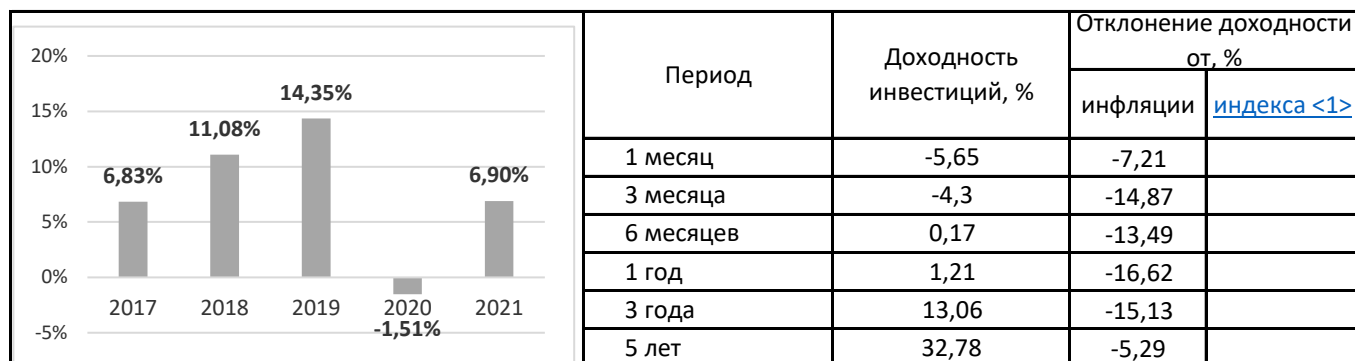 20%
15%
10%
5%
0%
-5%
6,83%
11,08%
14,35%
-1,51%
6,90%
2017 2018 2019 2020 2021
Период
Доходность
инвестиций, %
Отклонение доходности
от, %
инфляции индекса <1>
1 месяц -5,65 -7,21
3 месяца -4,3 -14,87
6 месяцев 0,17 -13,49
1 год 1,21 -16,62
3 года 13,06 -15,13
5 лет 32,78 -5,29